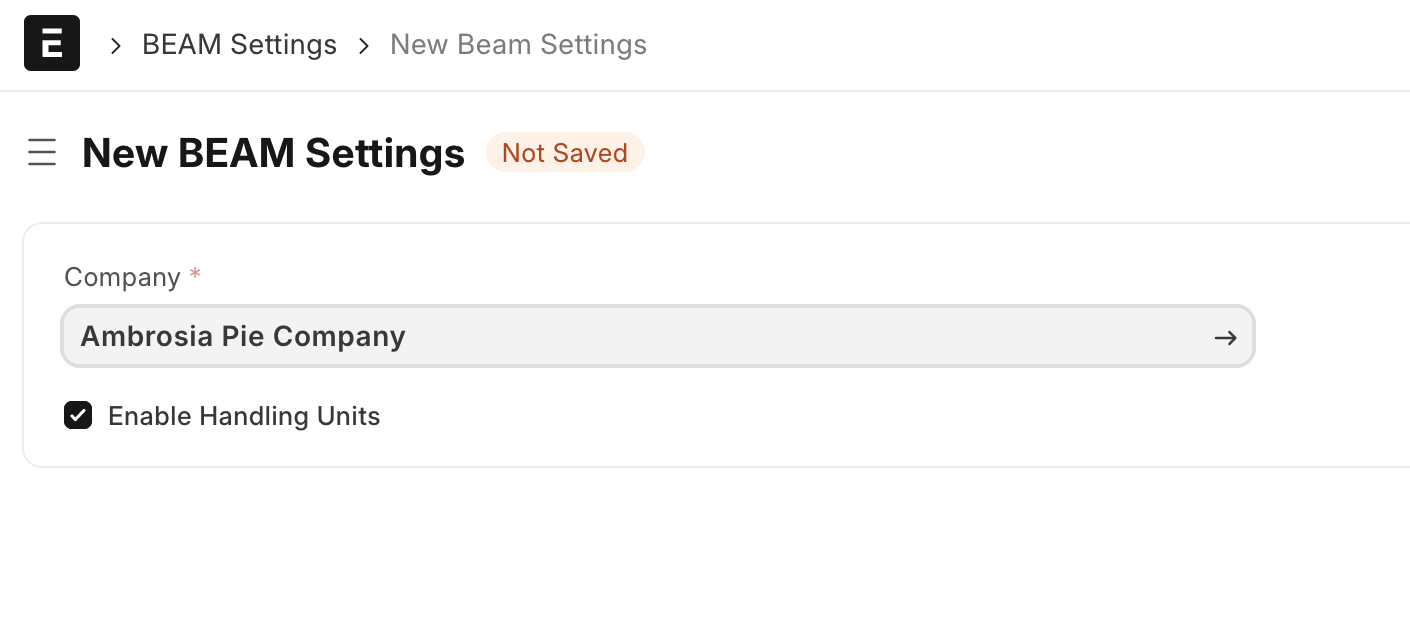 E BEAM Settings New Beam Settings
New BEAM Settings Not Saved
Company *
Ambrosia Pie Company
Enable Handling Units